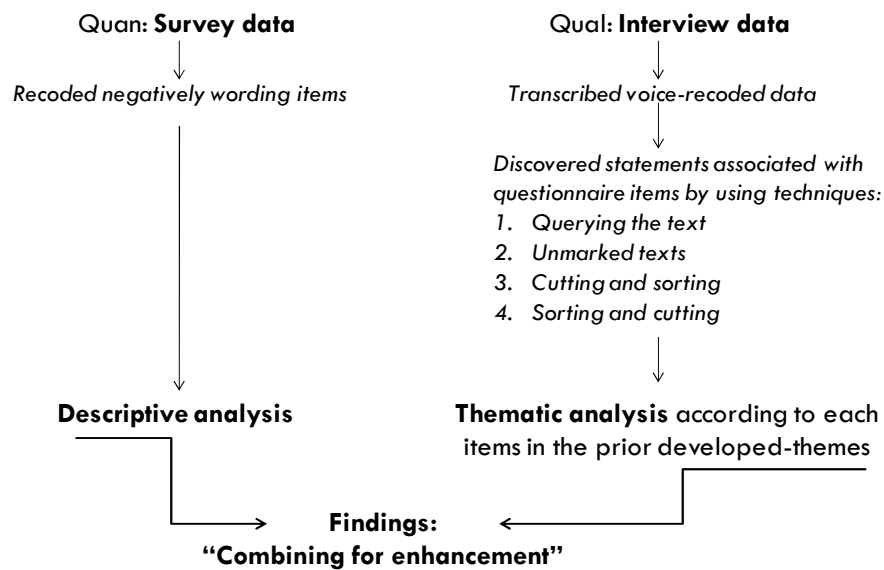 Quan: Survey data
Recoded negatively wording items
Descriptive analysis
Qual: Interview data
Transcribed voice-recoded data
Discovered statements associated with
questionnaire items by using techniques:
1. Querying the text
2. Unmarked texts
3. Cutting and sorting
4. Sorting and cutting
Thematic analysis according to each
items in the prior developed-themes
Findings:
“Combining for enhancement”